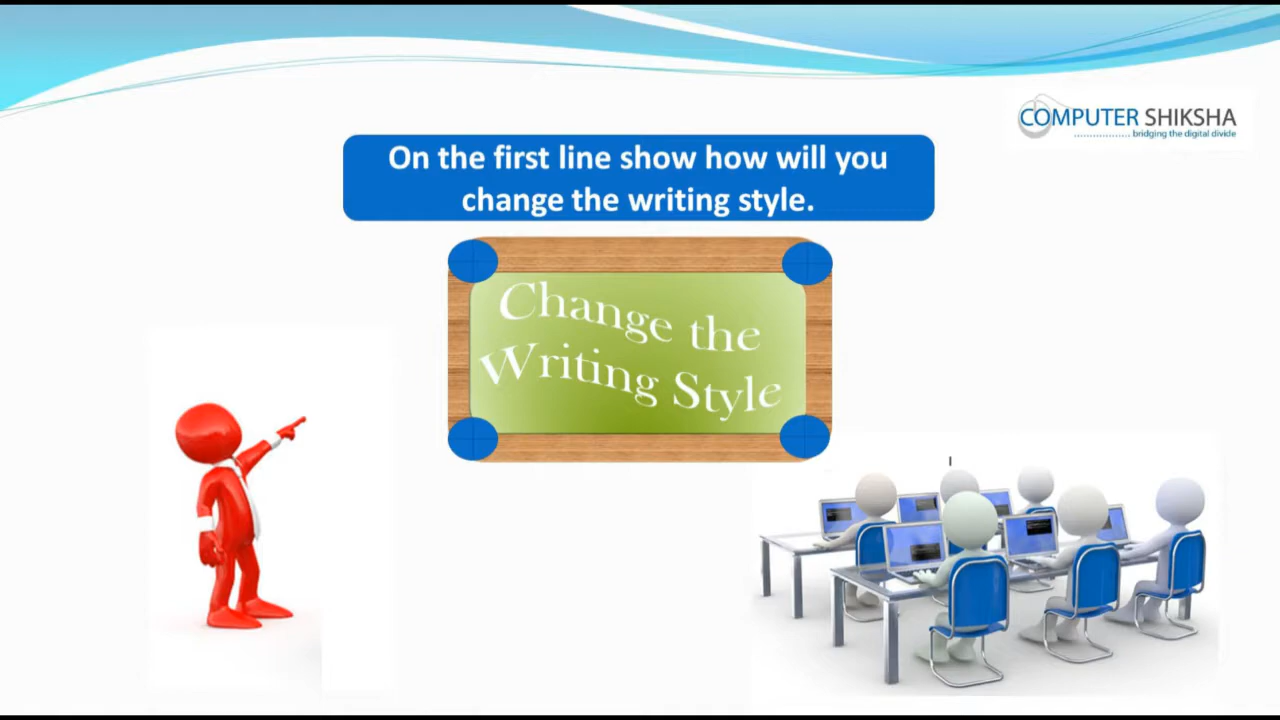 COMPUTER SHIKSHA
bridging the digital divide
On the first line show how will you
change the writing style.
Change the
Writing Style